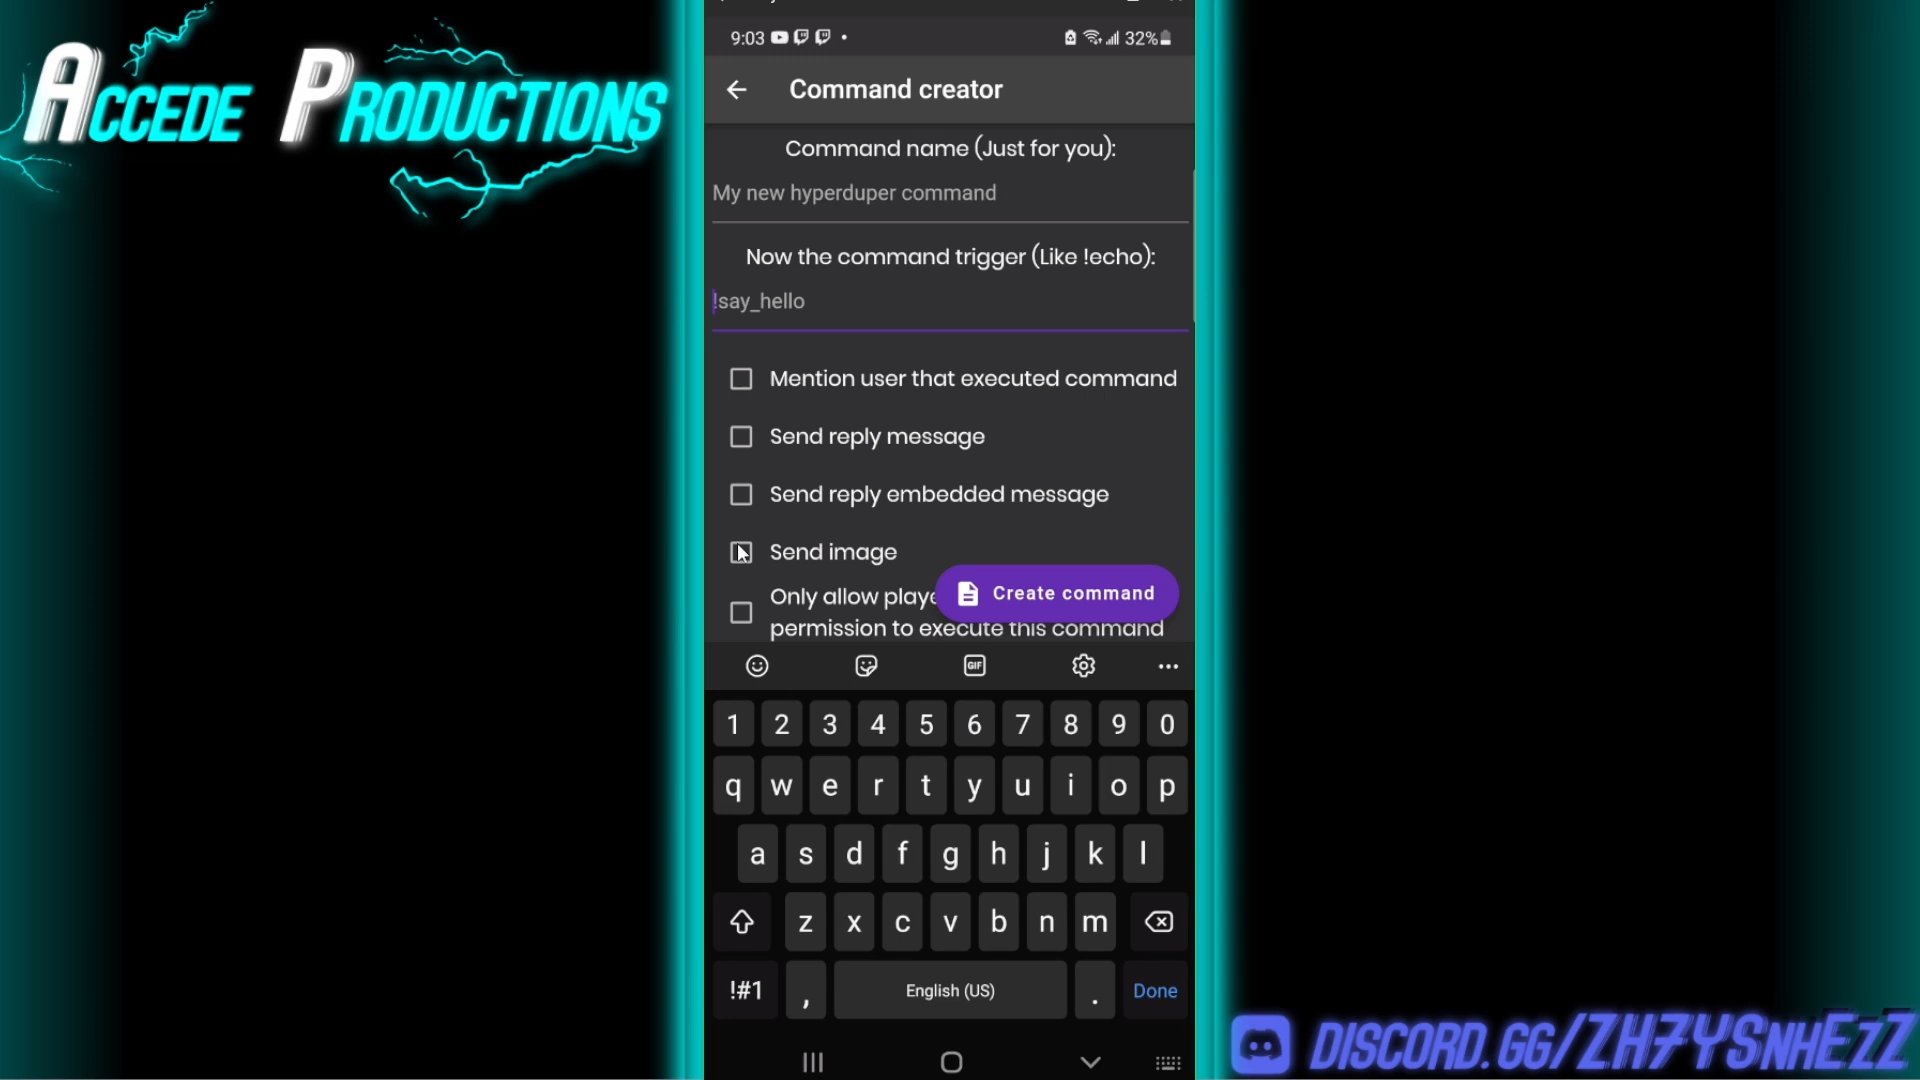 ACCEDE PRODUCTIONS
9:03
32%
Command creator
Command name (Just for you):
My new hyperduper command
Now the command trigger (Like !echo):
!say_hello
Mention user that executed command
Send reply message
Send reply embedded message
Send image
Only allow playe
Create command
permission to execute this command
GIF
1 2 3 4 5 6 7 8 9 0
q w e r t y u i o p
a s d f g h j k l
z x c v b n m
!#1 , English (US) . Done
DISCORD.GG/ZH7YSNHEZZ